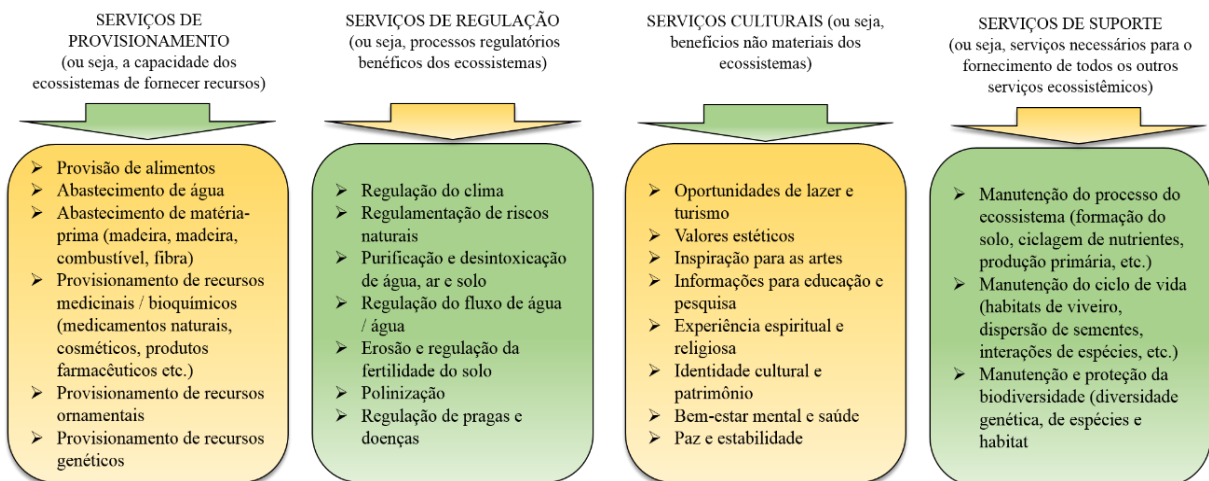 SERVIÇOS DE
PROVISIONAMENTO
(ou seja, a capacidade dos
ecossistemas de fornecer recursos)
➢ Provisão de alimentos
➢ Abastecimento de água
➢ Abastecimento de matéria-
prima (madeira, madeira,
combustível, fibra)
➢ Provisionamento de recursos
medicinais / bioquímicos
(medicamentos naturais,
cosméticos, produtos
farmacêuticos etc.)
➢ Provisionamento de recursos
ornamentais
➢ Provisionamento de recursos
genéticos
SERVIÇOS DE REGULAÇÃO
(ou seja, processos regulatórios
benéficos dos ecossistemas)
➢ Regulação do clima
➢ Regulamentação de riscos
naturais
➢ Purificação e desintoxicação
de água, ar e solo
➢ Regulação do fluxo de água
/ água
➢ Erosão e regulação da
fertilidade do solo
➢ Polinização
➢ Regulação de pragas e
doenças
SERVIÇOS CULTURAIS (ou seja,
benefícios não materiais dos
ecossistemas)
➢ Oportunidades de lazer e
turismo
➢ Valores estéticos
➢ Inspiração para as artes
➢ Informações para educação e
pesquisa
➢ Experiência espiritual e
religiosa
➢ Identidade cultural e
patrimônio
➢ Bem-estar mental e saúde
➢ Paz e estabilidade
SERVIÇOS DE SUPORTE
(ou seja, serviços necessários para o
fornecimento de todos os outros
serviços ecossistêmicos)
➢ Manutenção do processo do
ecossistema (formação do
solo, ciclagem de nutrientes,
produção primária, etc.)
➢ Manutenção do ciclo de vida
(habitats de viveiro,
dispersão de sementes,
interações de espécies, etc.)
➢ Manutenção e proteção da
biodiversidade (diversidade
genética, de espécies e
habitat